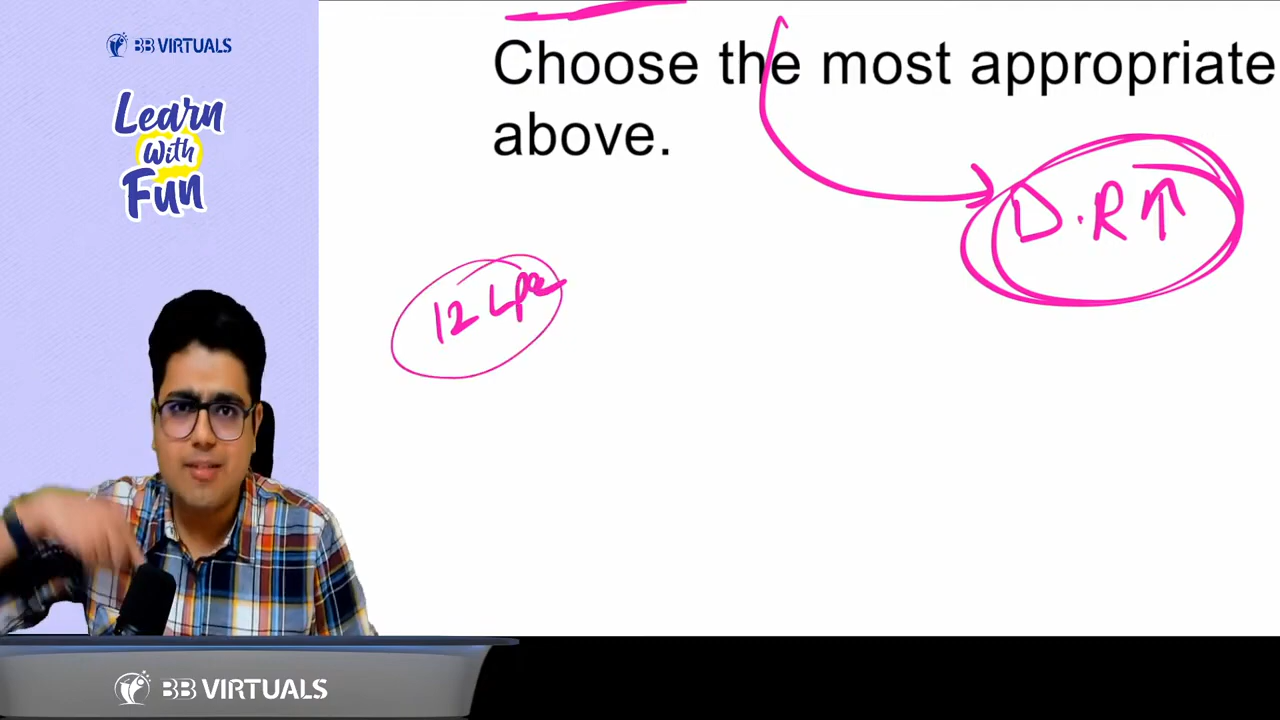 BB VIRTUALS
Learn
With
Fun
Choose the most appropriate
above.
D.R↑
12 Lpa
BB VIRTUALS